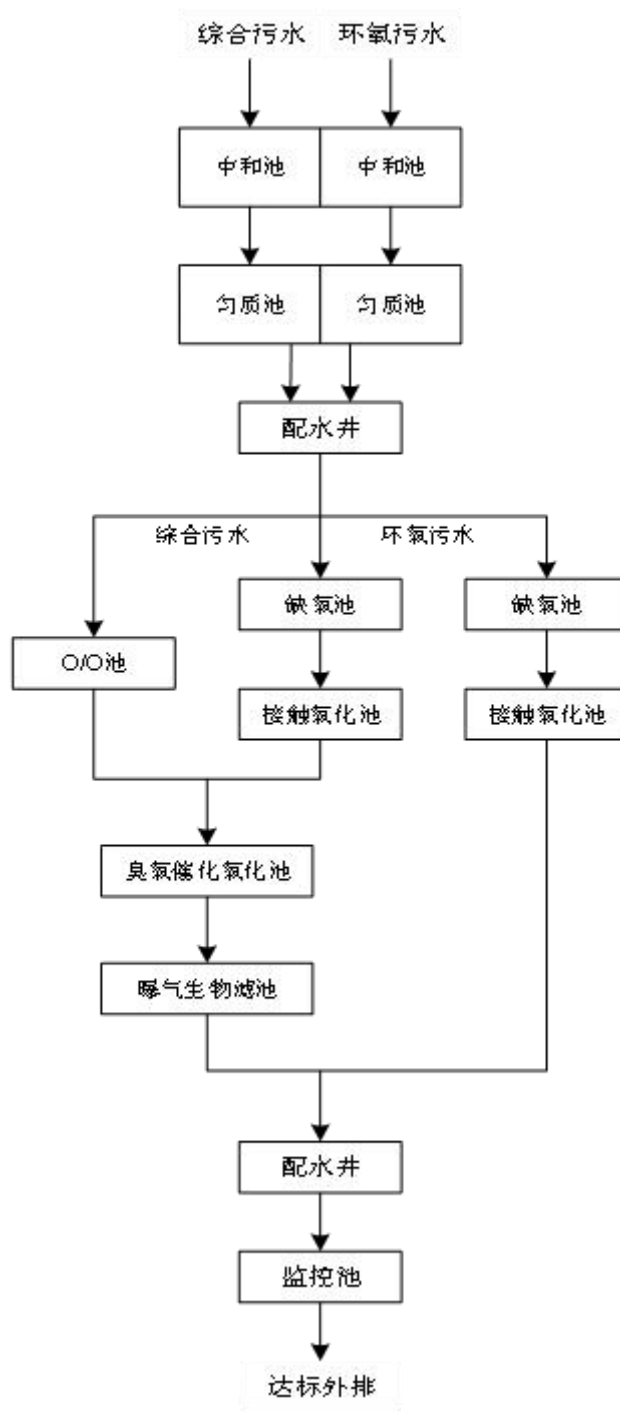 综合污水 环氧污水
中和池 中和池
匀质池 匀质池
配水井
综合污水 环氧污水
缺氧池 缺氧池
O/O池
接触氧化池 接触氧化池
臭氧催化氧化池
曝气生物滤池
配水井
监控池
达标外排